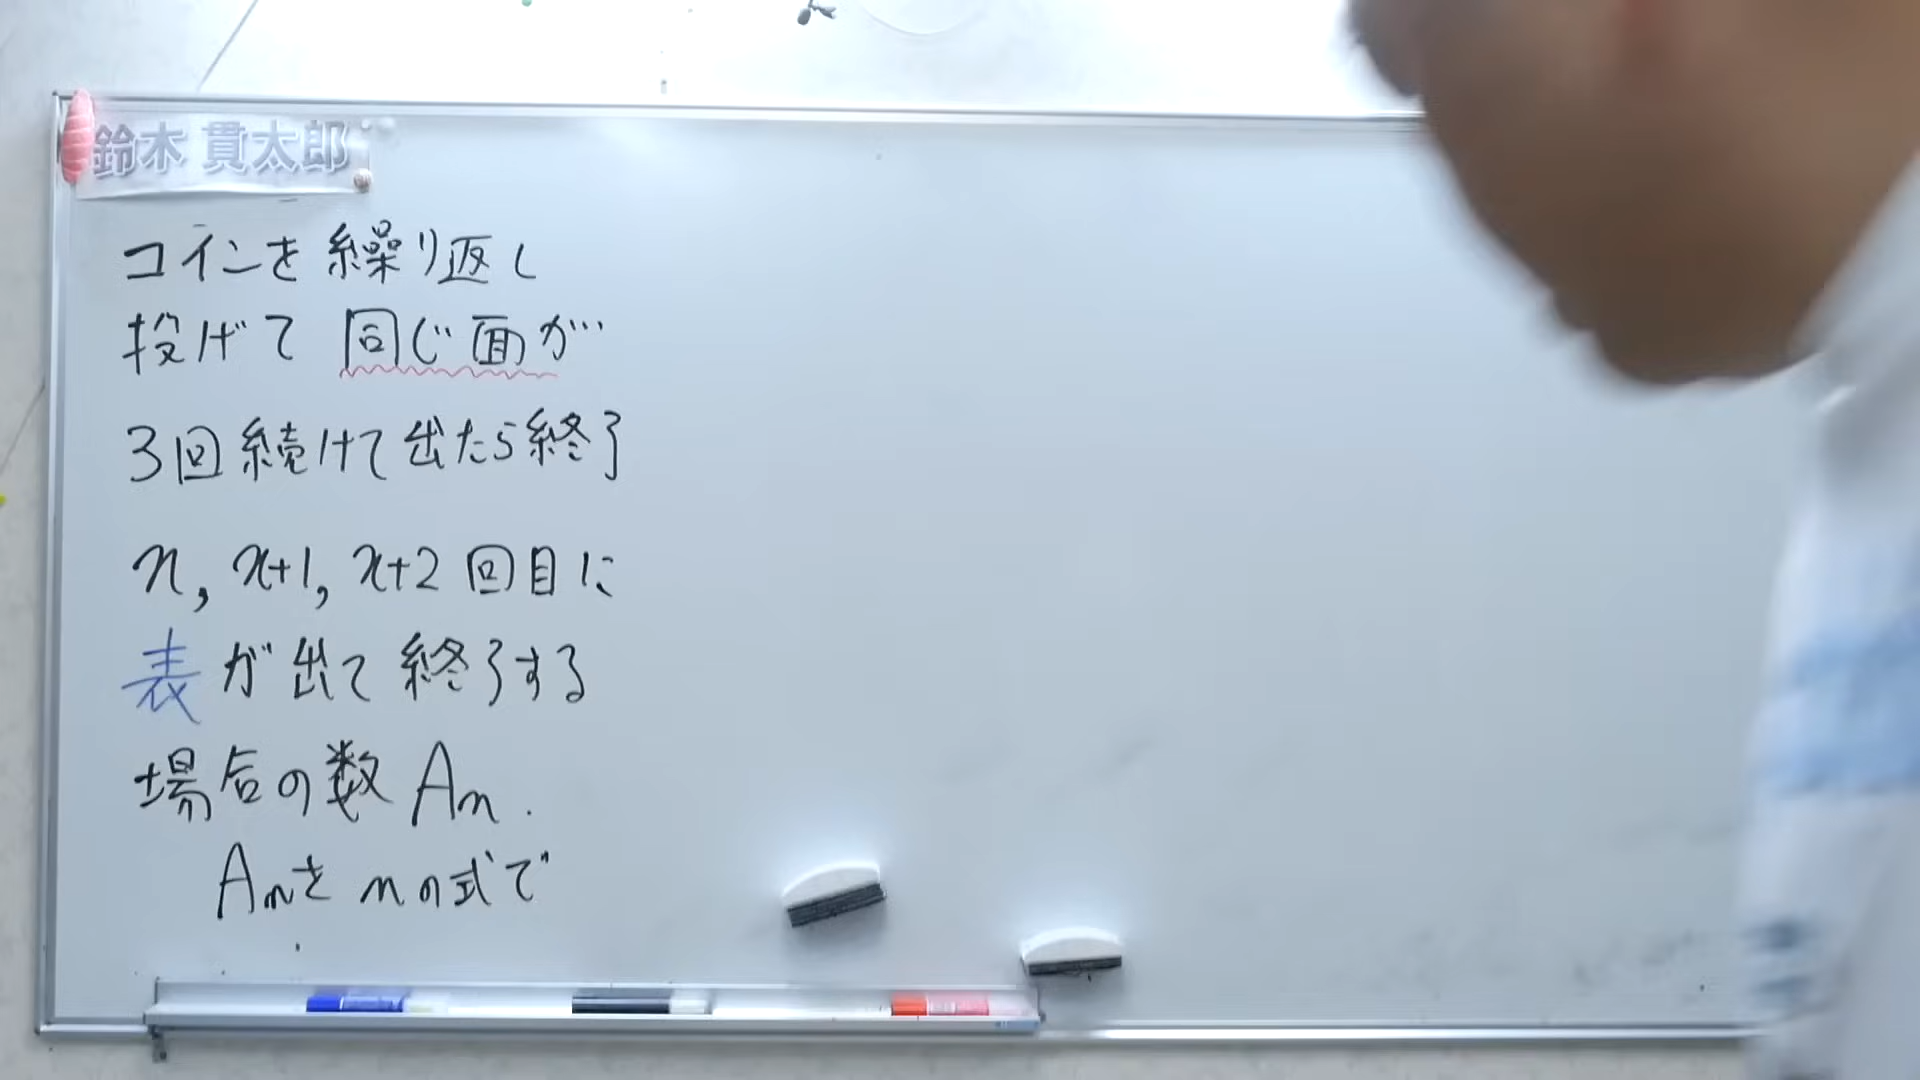 鈴木 貫太郎
コインを繰り返し
投げて 同じ面が
3回続けて出たら終了
n, n+1, n+2 回目に
表が出て終了する
場合の数 An.
Anを nの式で